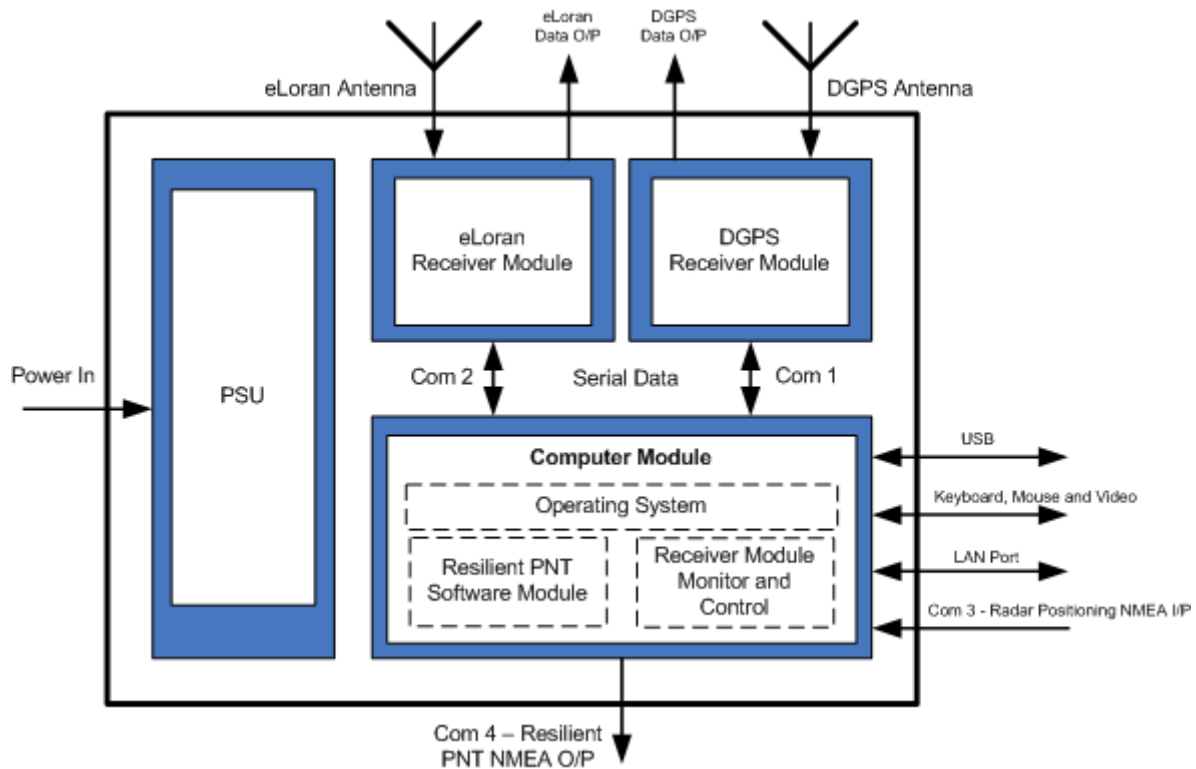 eLoran
Data O/P
DGPS
Data O/P
eLoran Antenna
DGPS Antenna
eLoran
Receiver Module
DGPS
Receiver Module
Power In
PSU
Com 2
Serial Data
Com 1
Computer Module
Operating System
Resilient PNT
Software Module
Receiver Module
Monitor and
Control
USB
Keyboard, Mouse and Video
LAN Port
Com 3 - Radar Positioning NMEA I/P
Com 4 – Resilient
PNT NMEA O/P